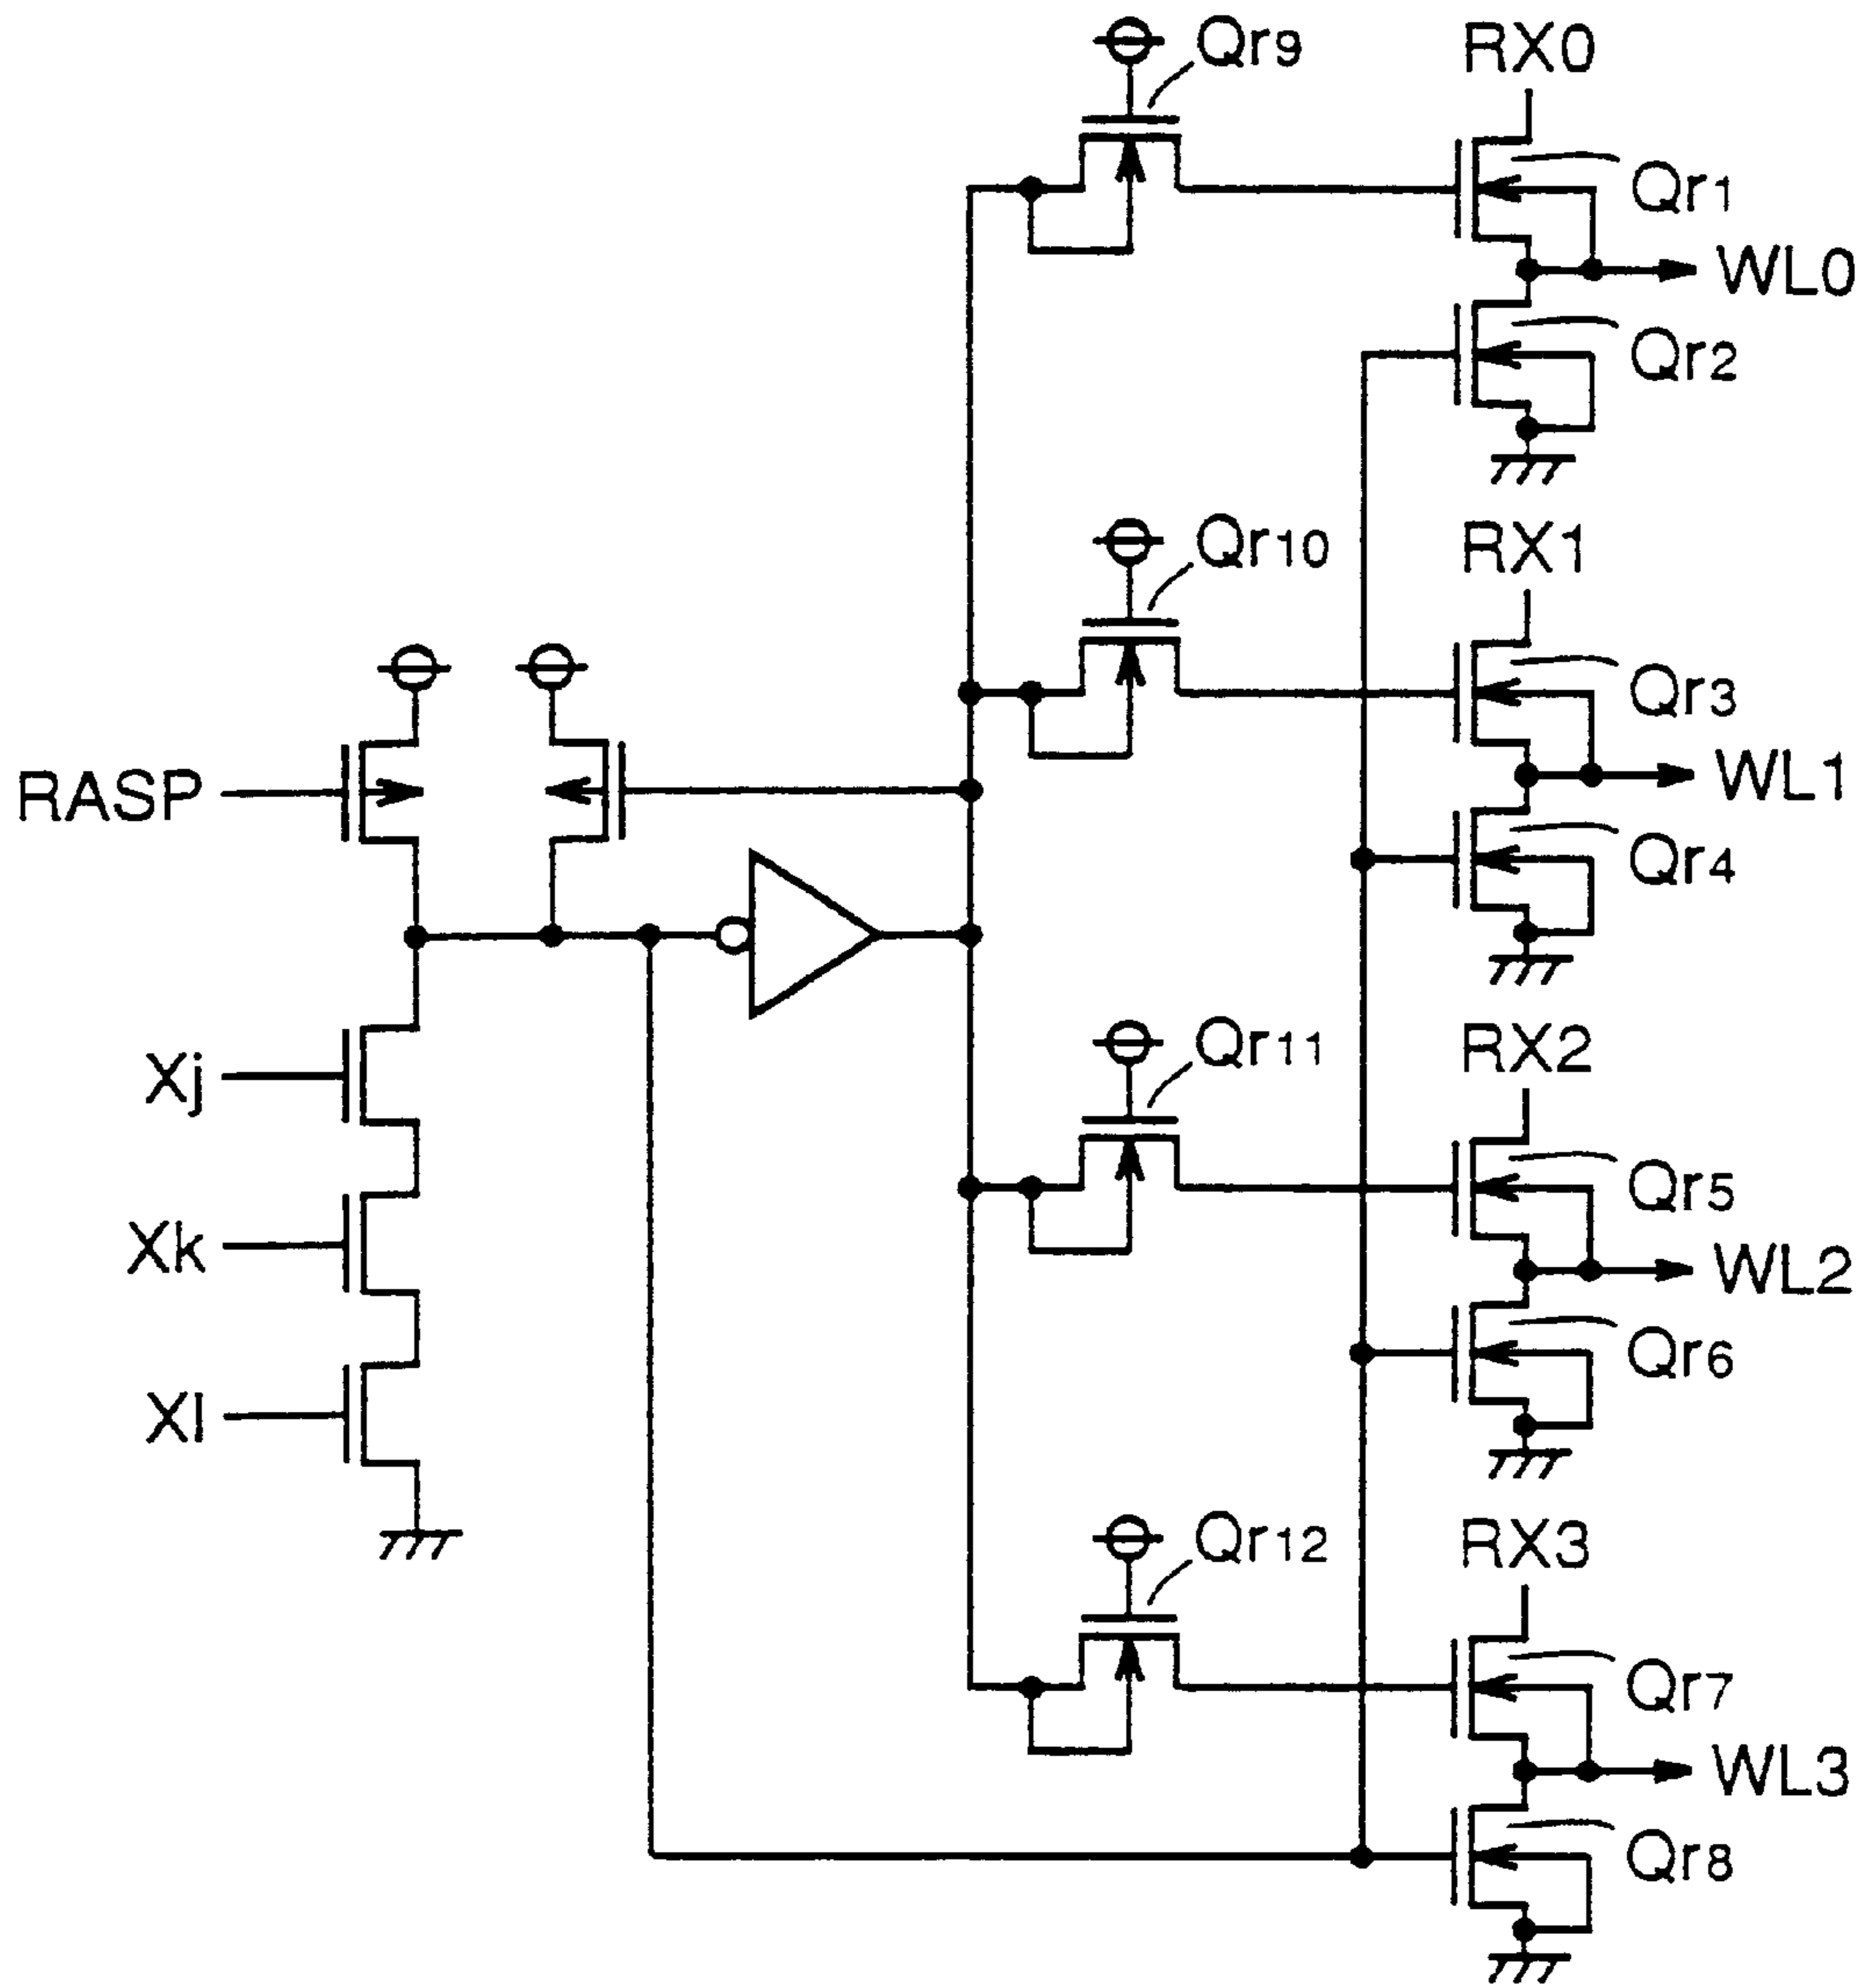 Qr9
RX0
Qr1
WL0
Qr2
Qr10
RX1
Qr3
RASP
WL1
Qr4
Qr11
RX2
Xj
Qr5
Xk
WL2
Qr6
Xl
Qr12
RX3
Qr7
WL3
Qr8